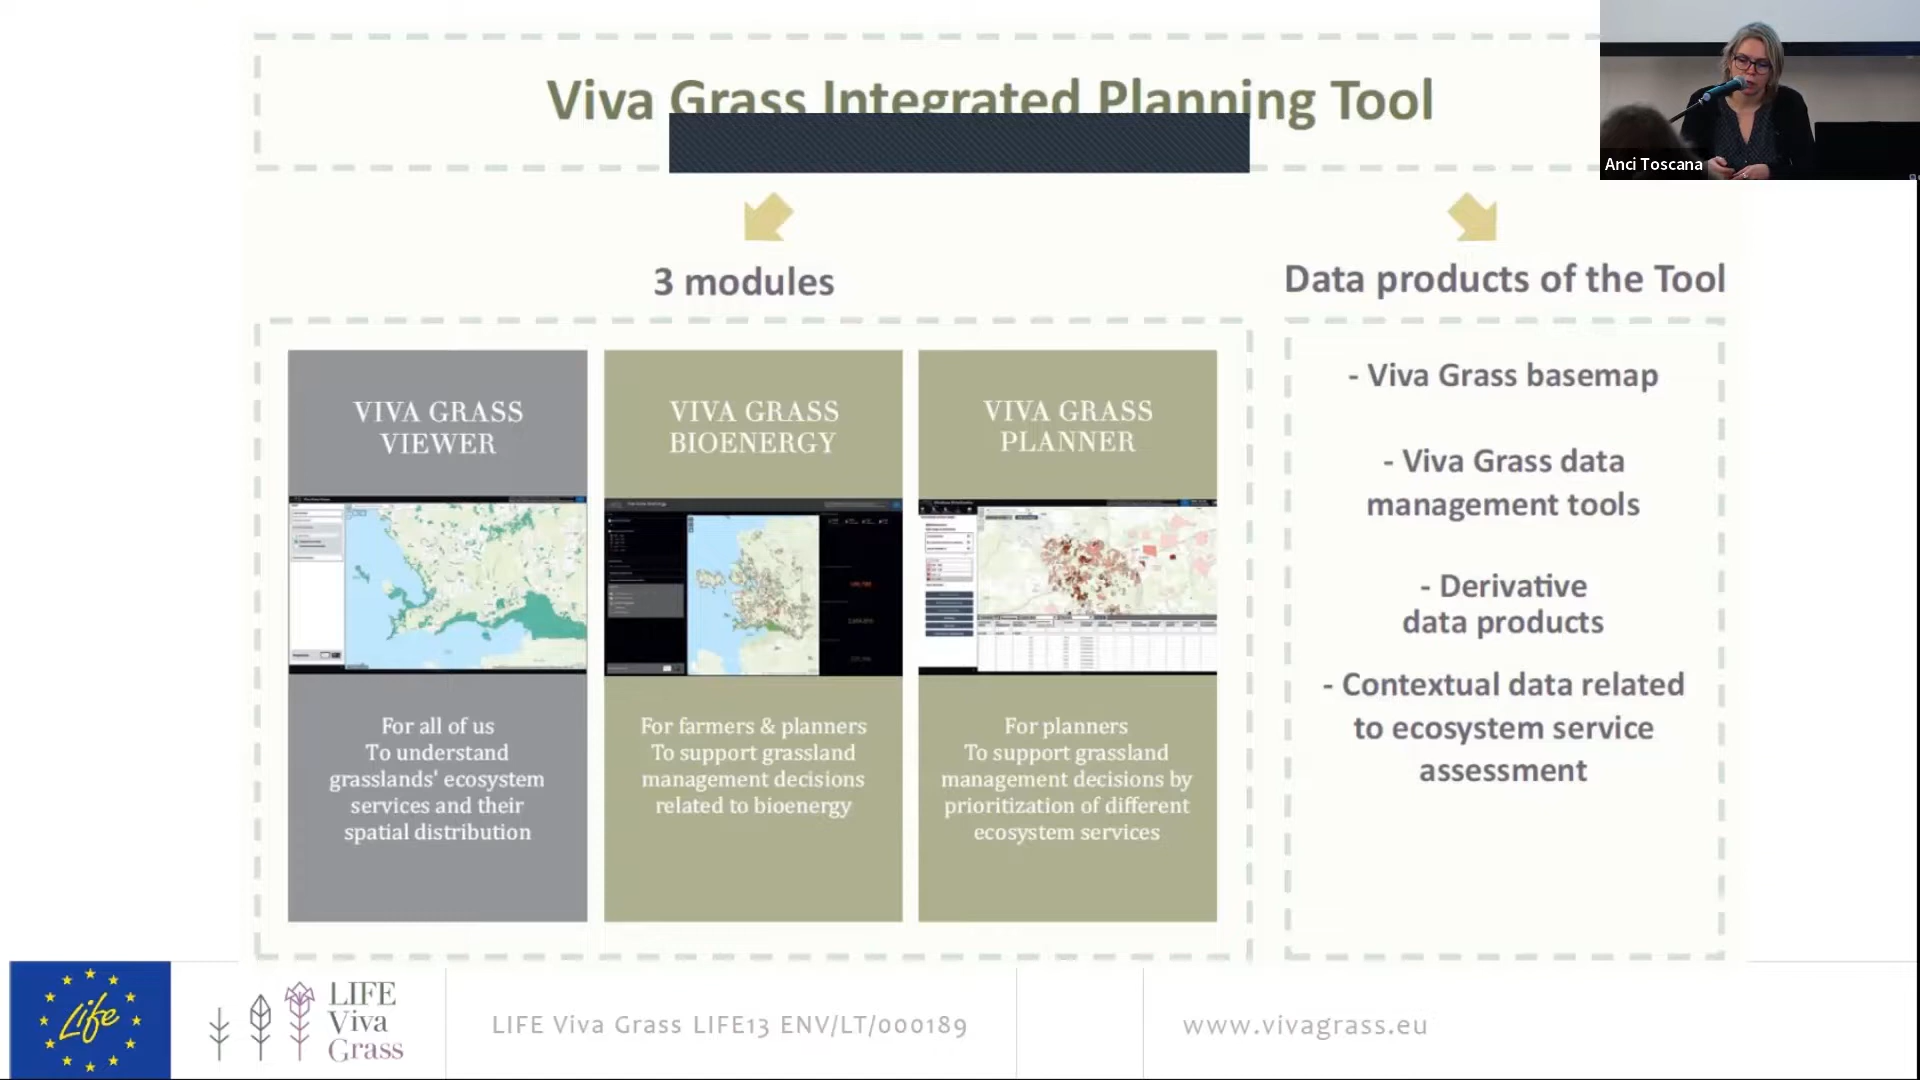 Viva Grass Integrated Planning Tool
Anci Toscana
3 modules
Data products of the Tool
VIVA GRASS
VIEWER
For all of us
To understand
grasslands' ecosystem
services and their
spatial distribution
VIVA GRASS
BIOENERGY
For farmers & planners
To support grassland
management decisions
related to bioenergy
VIVA GRASS
PLANNER
For planners
To support grassland
management decisions by
prioritization of different
ecosystem services
- Viva Grass basemap
- Viva Grass data
management tools
- Derivative
data products
- Contextual data related
to ecosystem service
assessment
Life
LIFE
Viva
Grass
LIFE Viva Grass LIFE13 ENV/LT/000189
www.vivagrass.eu